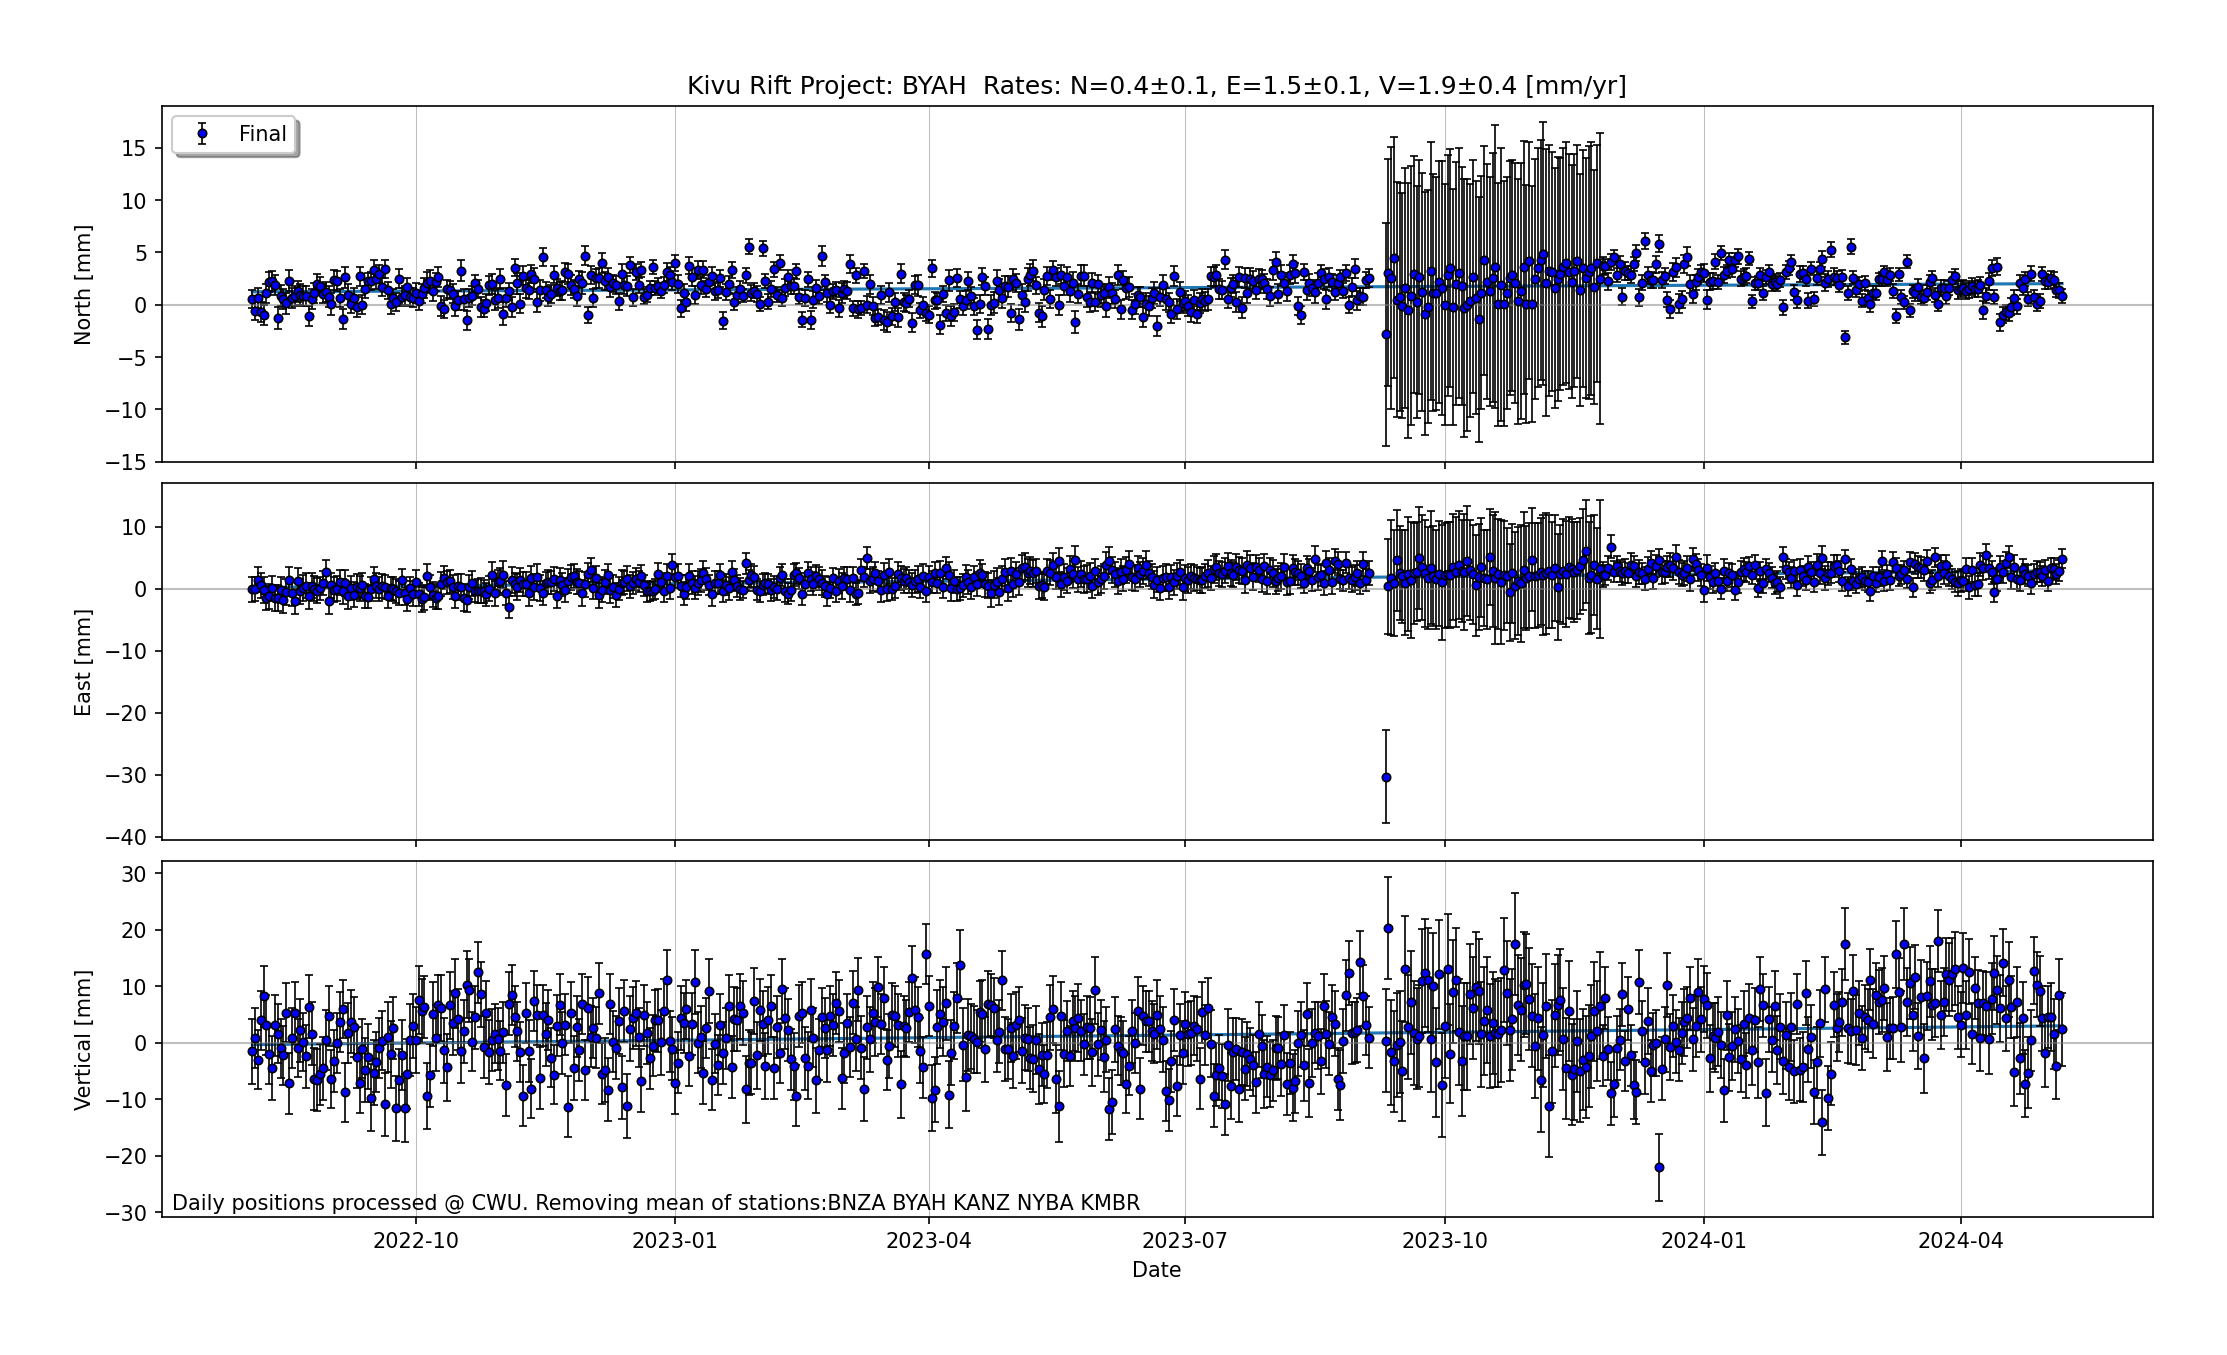 Kivu Rift Project: BYAH  Rates: N=0.4±0.1, E=1.5±0.1, V=1.9±0.4 [mm/yr]
Final
North [mm]
15
10
5
0
−5
−10
−15
East [mm]
10
0
−10
−20
−30
−40
Vertical [mm]
30
20
10
0
−10
−20
−30
Daily positions processed @ CWU. Removing mean of stations:BNZA BYAH KANZ NYBA KMBR
2022-10 2023-01 2023-04 2023-07 2023-10 2024-01 2024-04
Date